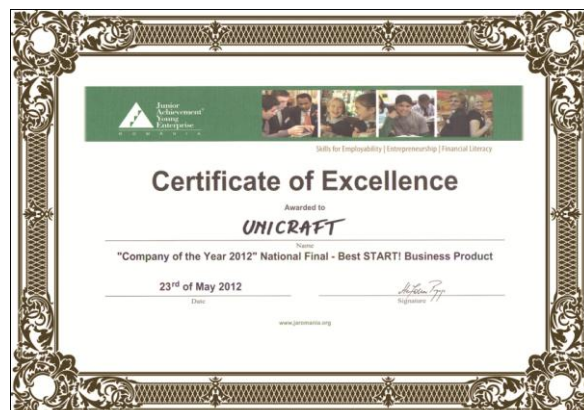 Junior
Achievement
Young
Enterprise
ROMANIA
Skills for Employability | Entrepreneurship | Financial Literacy
Certificate of Excellence
Awarded to
UNICRAFT
Name
"Company of the Year 2012" National Final - Best START! Business Product
23rd of May 2012
Date
Signature
www.jaromania.org